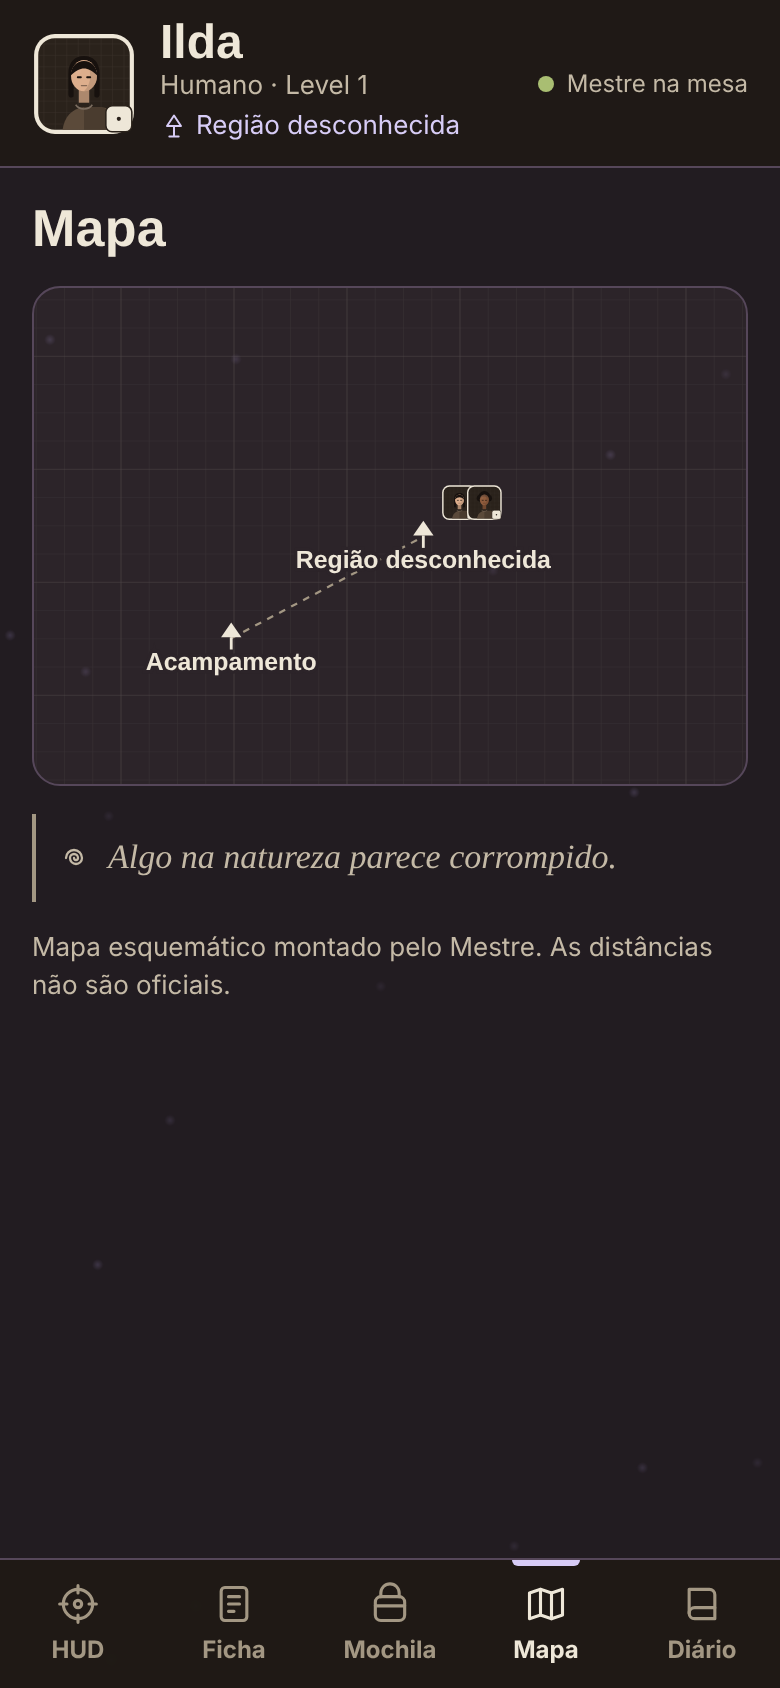 Ilda
Humano · Level 1
Mestre na mesa
Região desconhecida
Mapa
Região desconhecida
Acampamento
Algo na natureza parece corrompido.
Mapa esquemático montado pelo Mestre. As distâncias
não são oficiais.
HUD
Ficha
Mochila
Mapa
Diário